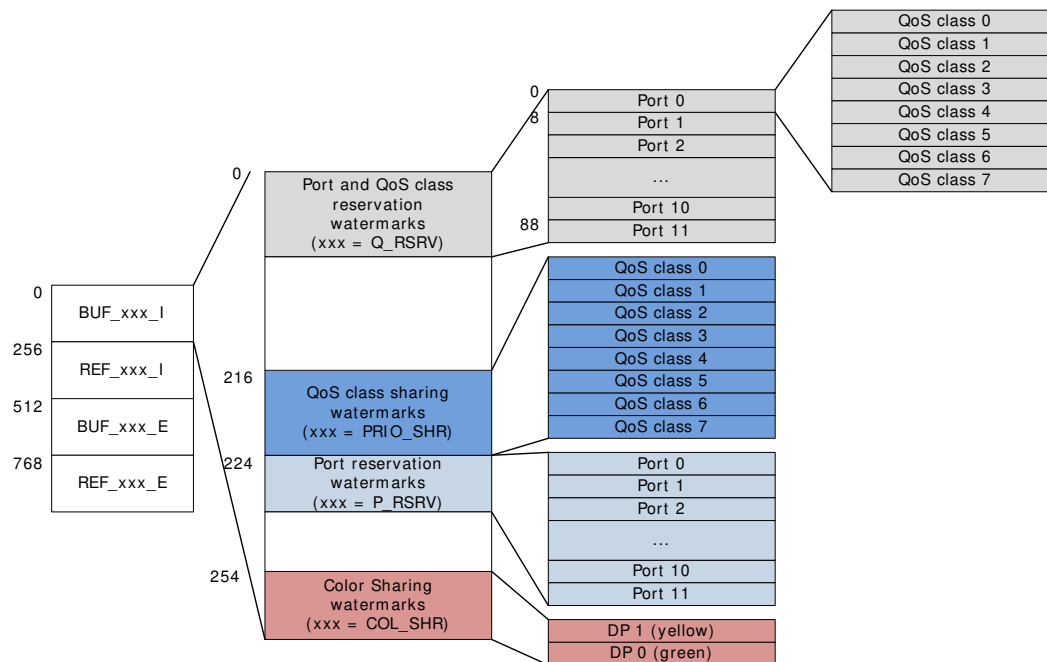 0
BUF_xxx_I
256
REF_xxx_I
512
BUF_xxx_E
768
REF_xxx_E
0
Port and QoS class
reservation
watermarks
(xxx = Q_RSRV)
216
QoS class sharing
watermarks
(xxx = PRIO_SHR)
224
Port reservation
watermarks
(xxx = P_RSRV)
254
Color Sharing
watermarks
(xxx = COL_SHR)
0
Port 0
8
Port 1
Port 2
...
Port 10
88
Port 11
QoS class 0
QoS class 1
QoS class 2
QoS class 3
QoS class 4
QoS class 5
QoS class 6
QoS class 7
QoS class 0
QoS class 1
QoS class 2
QoS class 3
QoS class 4
QoS class 5
QoS class 6
QoS class 7
Port 0
Port 1
Port 2
...
Port 10
Port 11
DP 1 (yellow)
DP 0 (green)